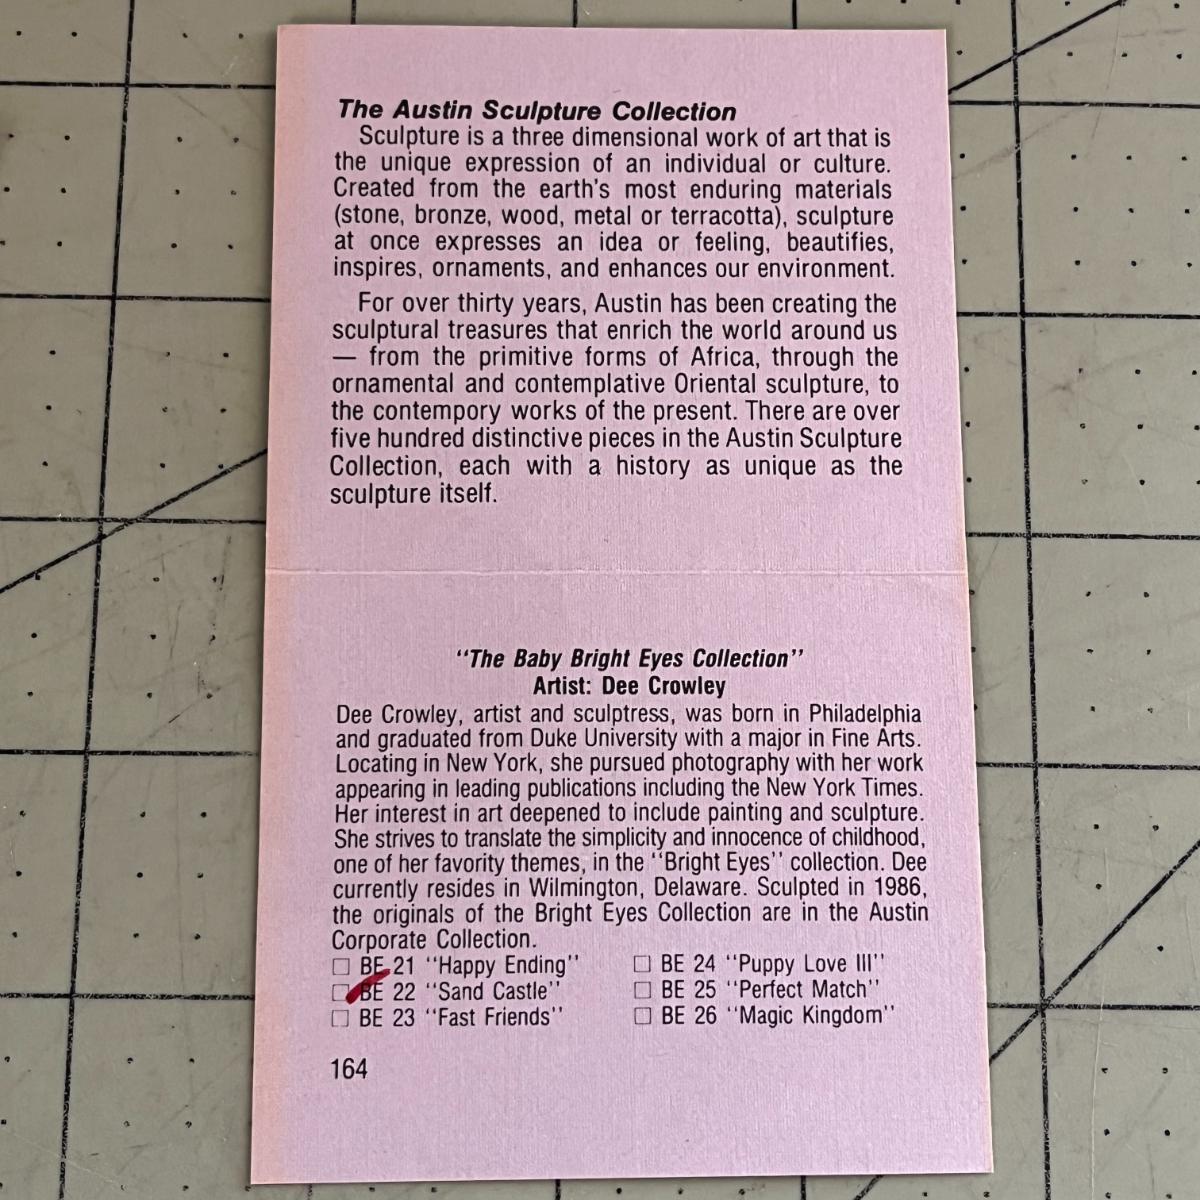 The Austin Sculpture Collection
Sculpture is a three dimensional work of art that is
the unique expression of an individual or culture.
Created from the earth's most enduring materials
(stone, bronze, wood, metal or terracotta), sculpture
at once expresses an idea or feeling, beautifies,
inspires, ornaments, and enhances our environment.
For over thirty years, Austin has been creating the
sculptural treasures that enrich the world around us
— from the primitive forms of Africa, through the
ornamental and contemplative Oriental sculpture, to
the contempory works of the present. There are over
five hundred distinctive pieces in the Austin Sculpture
Collection, each with a history as unique as the
sculpture itself.
‘‘The Baby Bright Eyes Collection’’
Artist: Dee Crowley
Dee Crowley, artist and sculptress, was born in Philadelphia
and graduated from Duke University with a major in Fine Arts.
Locating in New York, she pursued photography with her work
appearing in leading publications including the New York Times.
Her interest in art deepened to include painting and sculpture.
She strives to translate the simplicity and innocence of childhood,
one of her favority themes, in the ‘‘Bright Eyes’’ collection. Dee
currently resides in Wilmington, Delaware. Sculpted in 1986,
the originals of the Bright Eyes Collection are in the Austin
Corporate Collection.
☐ BE 21 ‘‘Happy Ending’’ ☐ BE 24 ‘‘Puppy Love III’’
☐ BE 22 ‘‘Sand Castle’’ ☐ BE 25 ‘‘Perfect Match’’
☐ BE 23 ‘‘Fast Friends’’ ☐ BE 26 ‘‘Magic Kingdom’’
164